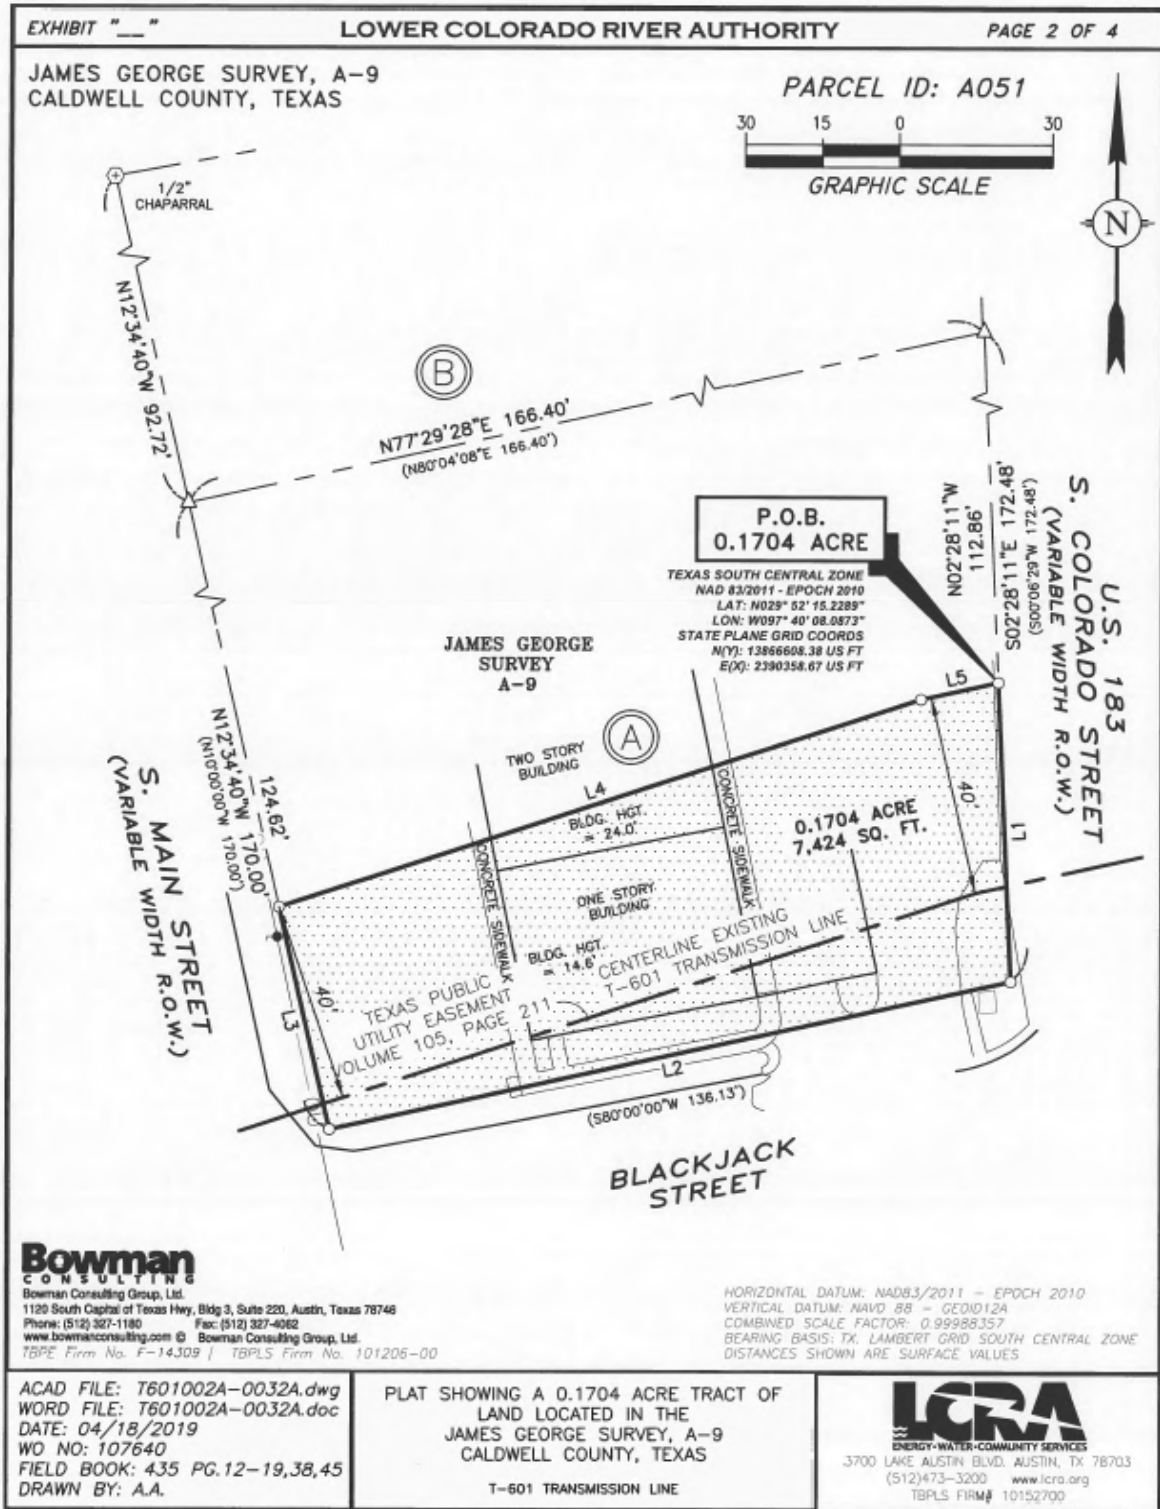 EXHIBIT "__"
LOWER COLORADO RIVER AUTHORITY
PAGE 2 OF 4
JAMES GEORGE SURVEY, A-9
CALDWELL COUNTY, TEXAS
PARCEL ID: A051
30 15 0 30
GRAPHIC SCALE
N
1/2"
CHAPARRAL
N12°34'40"W 92.72'
B
N77°29'28"E 166.40'
(N80°04'08"E 166.40')
P.O.B.
0.1704 ACRE
TEXAS SOUTH CENTRAL ZONE
NAD 83/2011 - EPOCH 2010
LAT: N029° 52' 15.2289"
LON: W097° 40' 08.0873"
STATE PLANE GRID COORDS
N(Y): 13866608.38 US FT
E(X): 2390358.67 US FT
N02°28'11"W
112.86'
S02°28'11"E 172.48'
(S00°06'29"W 172.48')
U.S. 183
S. COLORADO STREET
(VARIABLE WIDTH R.O.W.)
JAMES GEORGE
SURVEY
A-9
A
L5
TWO STORY
BUILDING
L4
BLDG. HGT.
= 24.0'
CONCRETE SIDEWALK
0.1704 ACRE
7,424 SQ. FT.
40'
L1
124.62'
N12°34'40"W 170.00'
(N10°00'00"W 170.00')
S. MAIN STREET
(VARIABLE WIDTH R.O.W.)
CONCRETE SIDEWALK
ONE STORY
BUILDING
BLDG. HGT.
= 14.6'
CENTERLINE EXISTING
T-601 TRANSMISSION LINE
TEXAS PUBLIC
UTILITY EASEMENT
VOLUME 105, PAGE 211
40'
L3
L2
(S80°00'00"W 136.13')
BLACKJACK
STREET
Bowman
CONSULTING
Bowman Consulting Group, Ltd.
1120 South Capital of Texas Hwy, Bldg 3, Suite 220, Austin, Texas 78746
Phone: (512) 327-1180 Fax: (512) 327-4062
www.bowmanconsulting.com © Bowman Consulting Group, Ltd.
TBPE Firm No. F-14309 | TBPLS Firm No. 101206-00
HORIZONTAL DATUM: NAD83/2011 - EPOCH 2010
VERTICAL DATUM: NAVD 88 - GEOID12A
COMBINED SCALE FACTOR: 0.99988357
BEARING BASIS: TX. LAMBERT GRID SOUTH CENTRAL ZONE
DISTANCES SHOWN ARE SURFACE VALUES
ACAD FILE: T601002A-0032A.dwg
WORD FILE: T601002A-0032A.doc
DATE: 04/18/2019
WO NO: 107640
FIELD BOOK: 435 PG.12-19,38,45
DRAWN BY: A.A.
PLAT SHOWING A 0.1704 ACRE TRACT OF
LAND LOCATED IN THE
JAMES GEORGE SURVEY, A-9
CALDWELL COUNTY, TEXAS
T-601 TRANSMISSION LINE
LCRA
ENERGY•WATER•COMMUNITY SERVICES
3700 LAKE AUSTIN BLVD. AUSTIN, TX 78703
(512)473-3200 www.lcra.org
TBPLS FIRM# 10152700